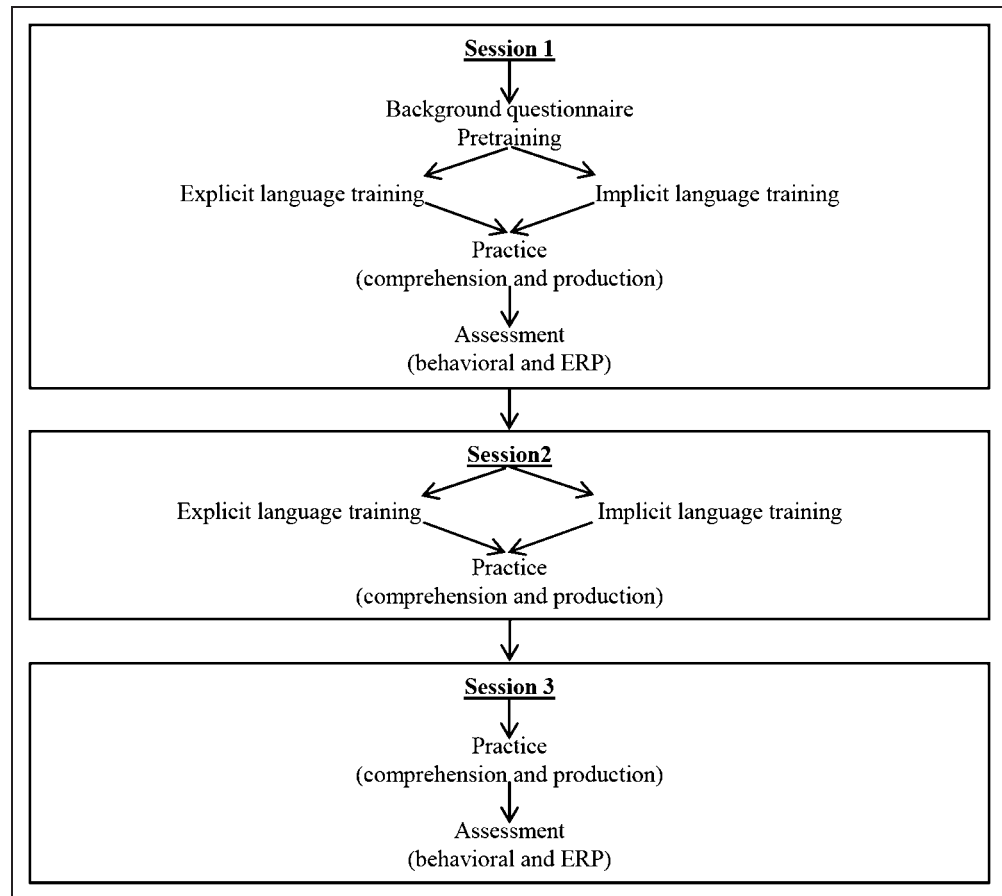 Session 1
Background questionnaire
Pretraining
Explicit language training
Implicit language training
Practice
(comprehension and production)
Assessment
(behavioral and ERP)
Session2
Explicit language training
Implicit language training
Practice
(comprehension and production)
Session 3
Practice
(comprehension and production)
Assessment
(behavioral and ERP)